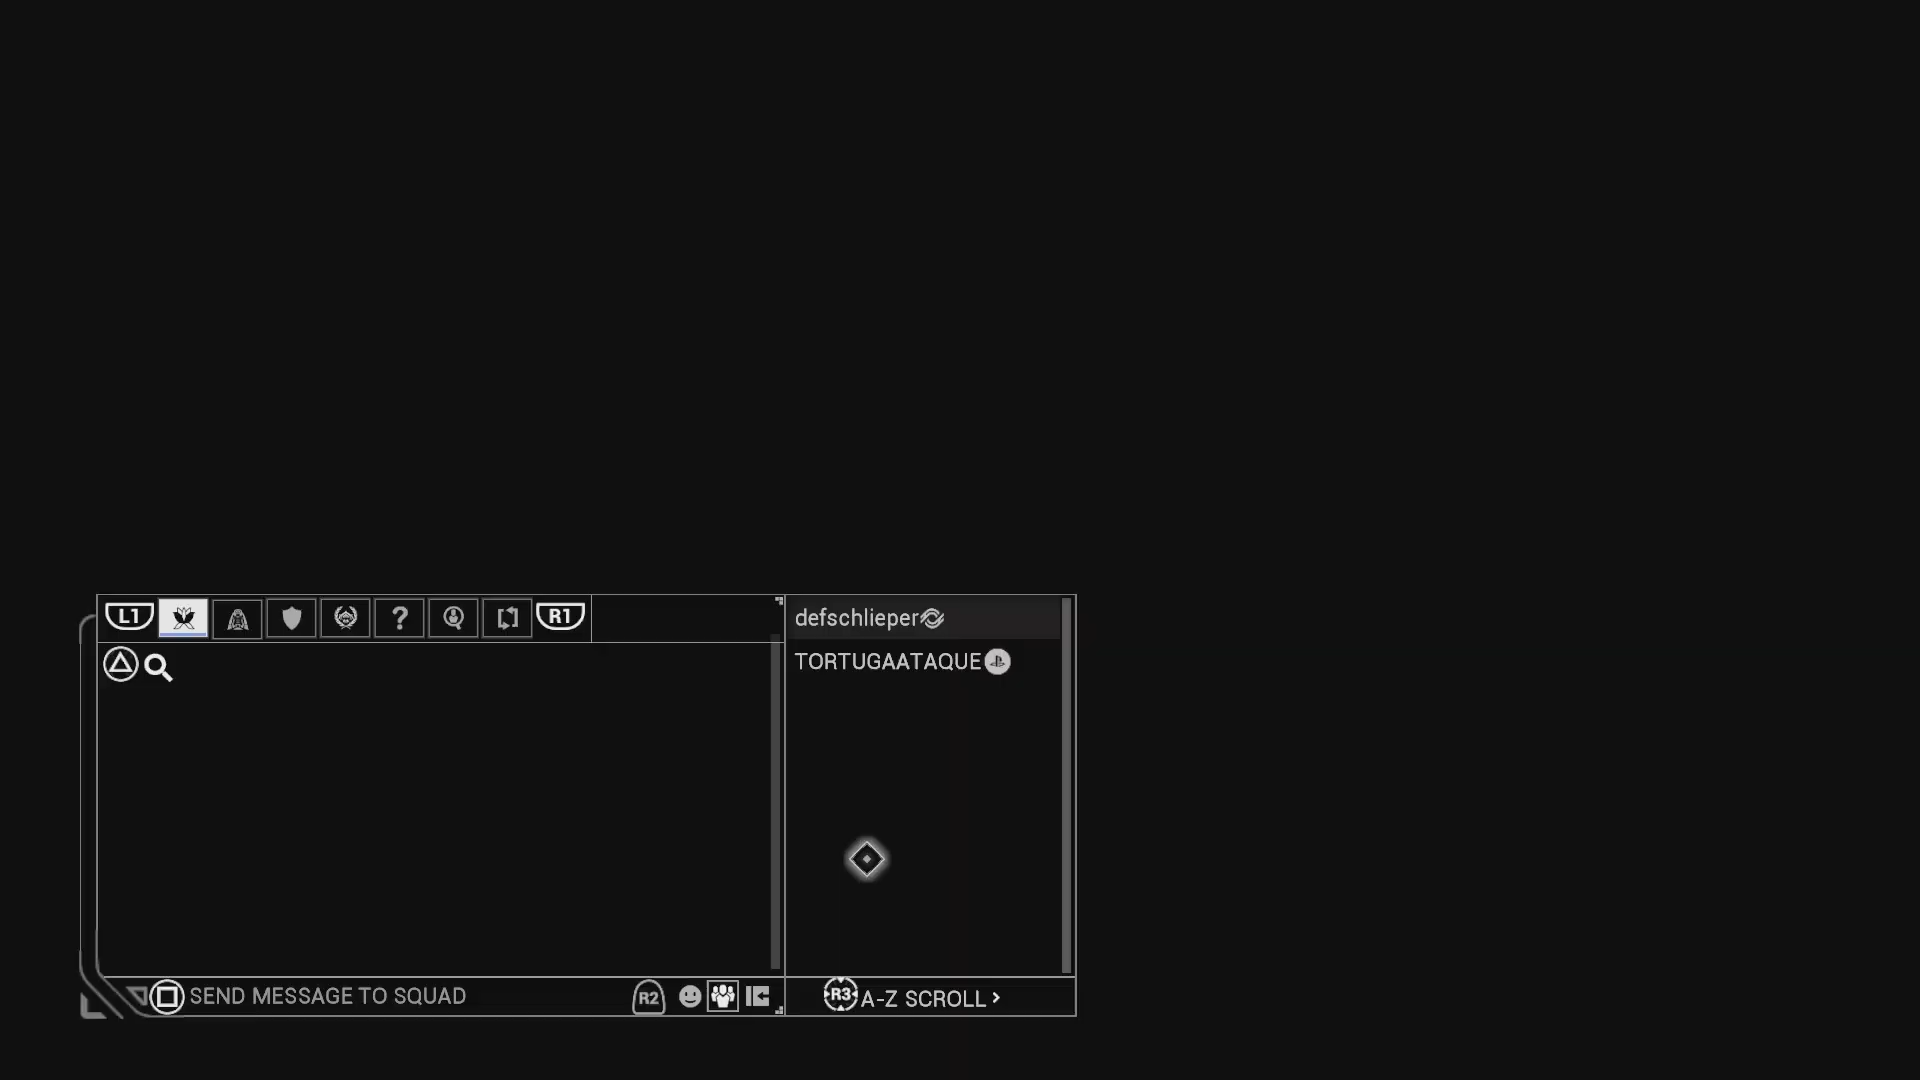 L1 ? R1
defschlieper
TORTUGAATAQUE
SEND MESSAGE TO SQUAD
R2
R3 A-Z SCROLL >